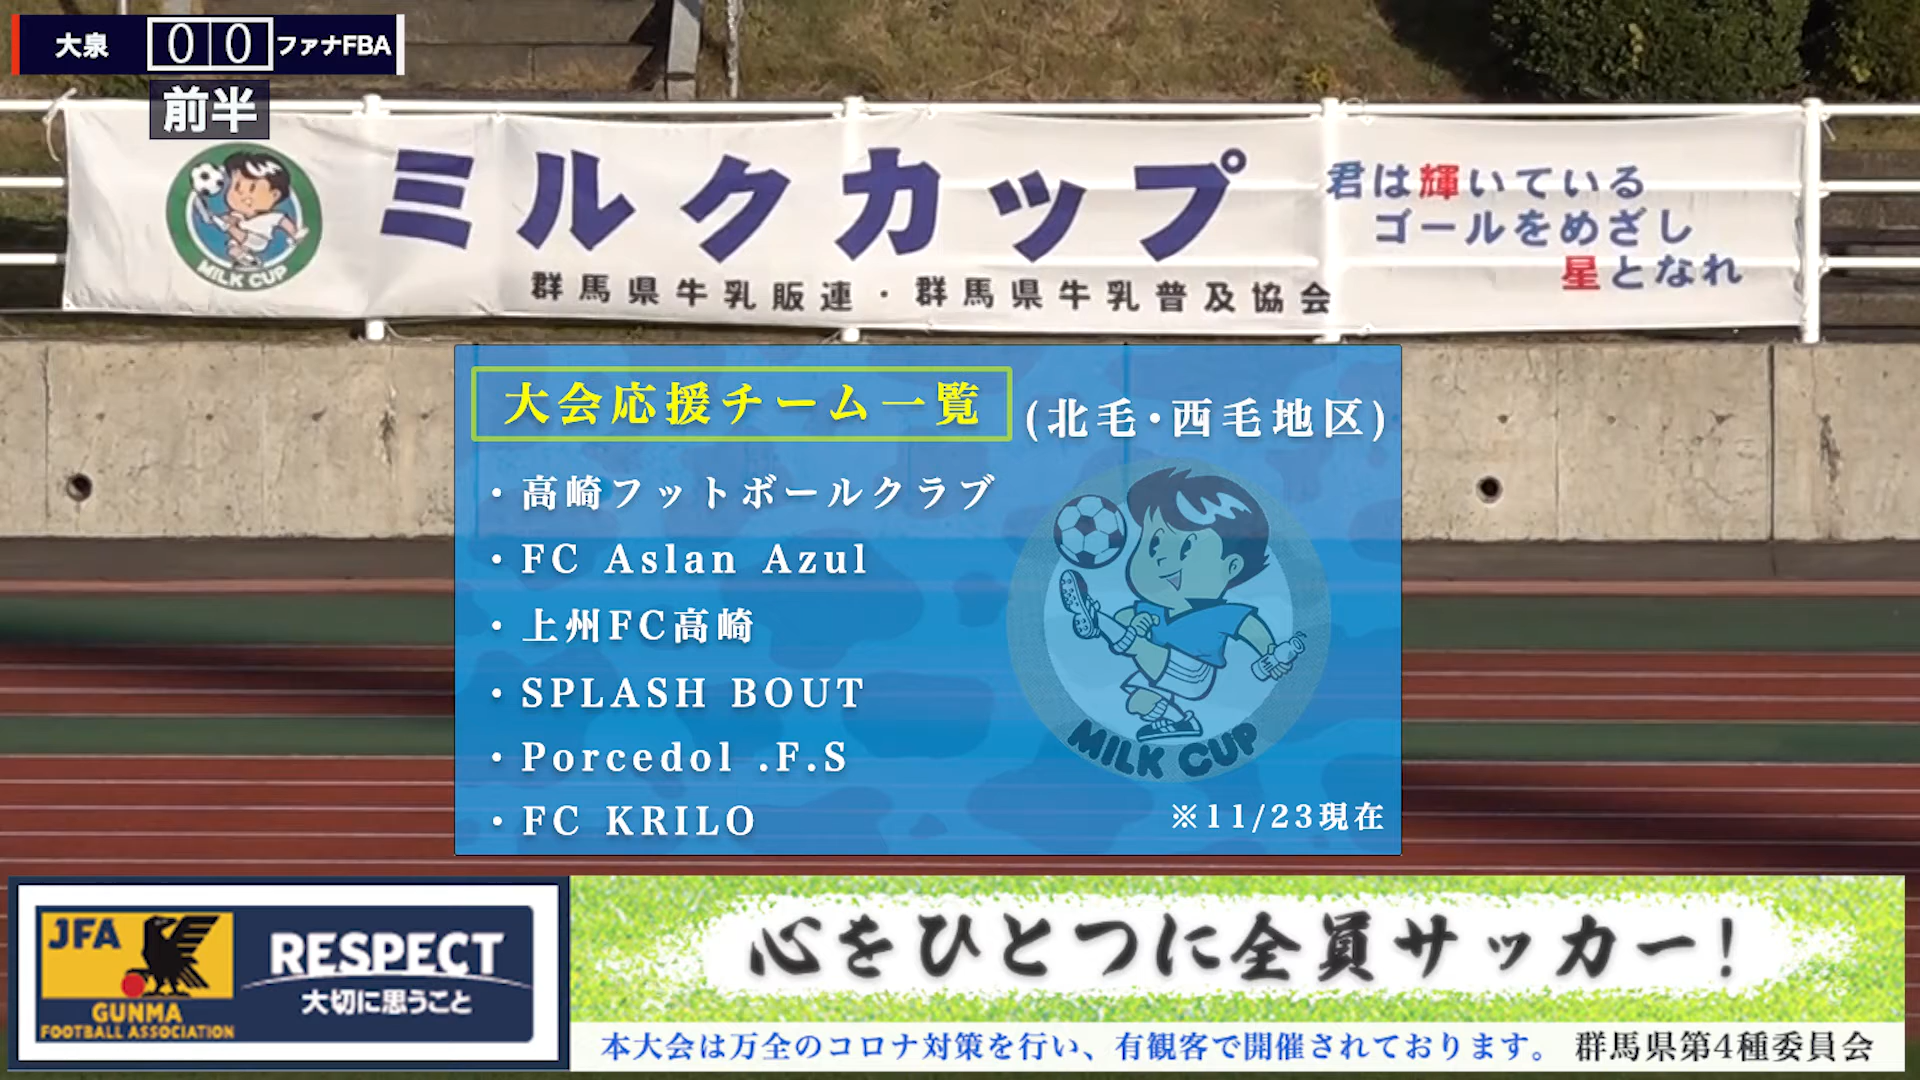 大泉 0 0 ファナFBA
前半
MILK CUP
ミルクカップ
群馬県牛乳販連・群馬県牛乳普及協会
君は輝いている
ゴールをめざし
星となれ
大会応援チーム一覧 (北毛・西毛地区)
・高崎フットボールクラブ
・FC Aslan Azul
・上州FC高崎
・SPLASH BOUT
・Porcedol .F.S
・FC KRILO
MILK
MILK CUP
※11/23現在
JFA
GUNMA
FOOTBALL ASSOCIATION
RESPECT
大切に思うこと
心をひとつに全員サッカー!
本大会は万全のコロナ対策を行い、有観客で開催されております。 群馬県第4種委員会